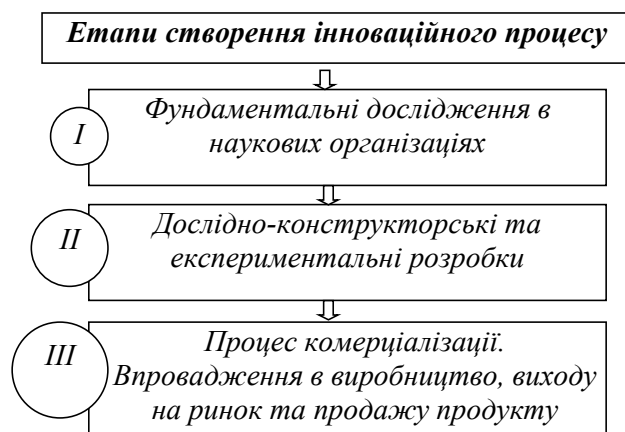 Етапи створення інноваційного процесу
I
Фундаментальні дослідження в
наукових організаціях
II
Дослідно-конструкторські та
експериментальні розробки
III
Процес комерціалізації.
Впровадження в виробництво, виходу
на ринок та продажу продукту